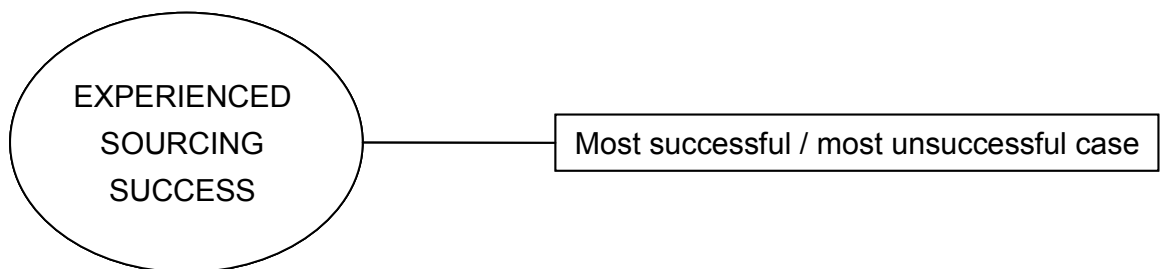 EXPERIENCED
SOURCING
SUCCESS
Most successful / most unsuccessful case